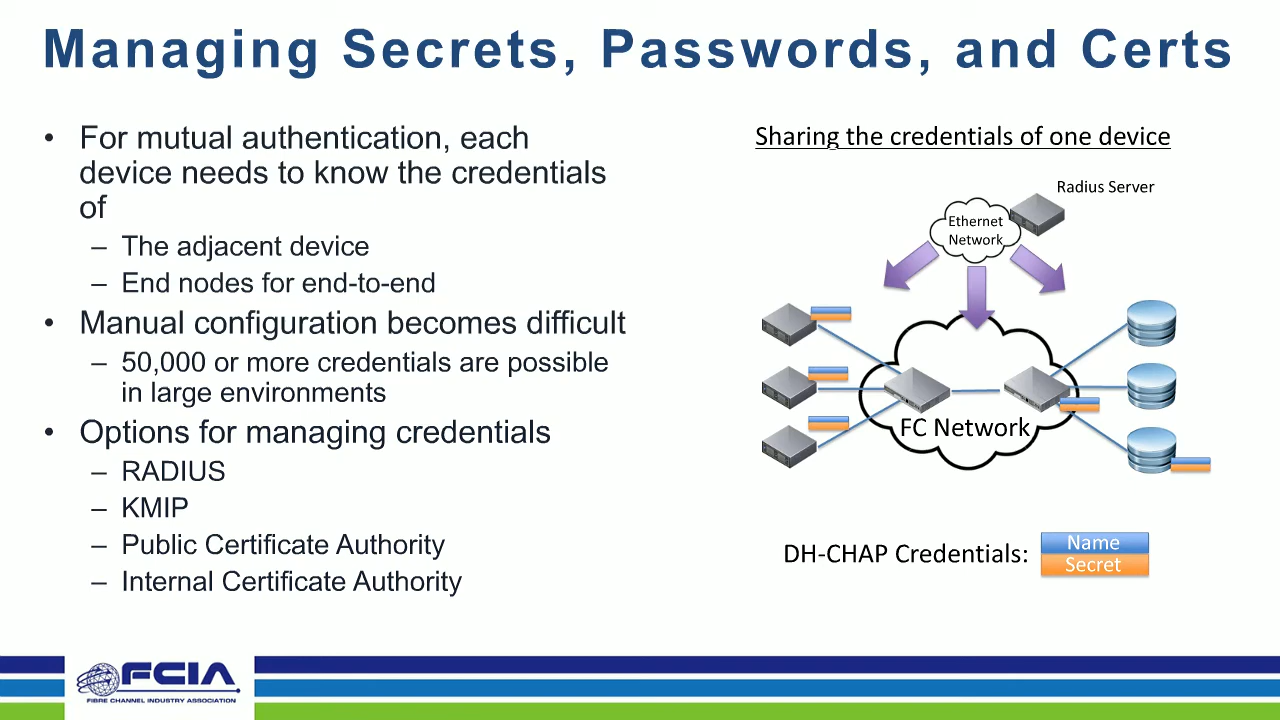 Managing Secrets, Passwords, and Certs
• For mutual authentication, each
device needs to know the credentials
of
– The adjacent device
– End nodes for end-to-end
• Manual configuration becomes difficult
– 50,000 or more credentials are possible
in large environments
• Options for managing credentials
– RADIUS
– KMIP
– Public Certificate Authority
– Internal Certificate Authority
Sharing the credentials of one device
Radius Server
Ethernet
Network
FC Network
DH-CHAP Credentials:
Name
Secret
FCIA
FIBRE CHANNEL INDUSTRY ASSOCIATION